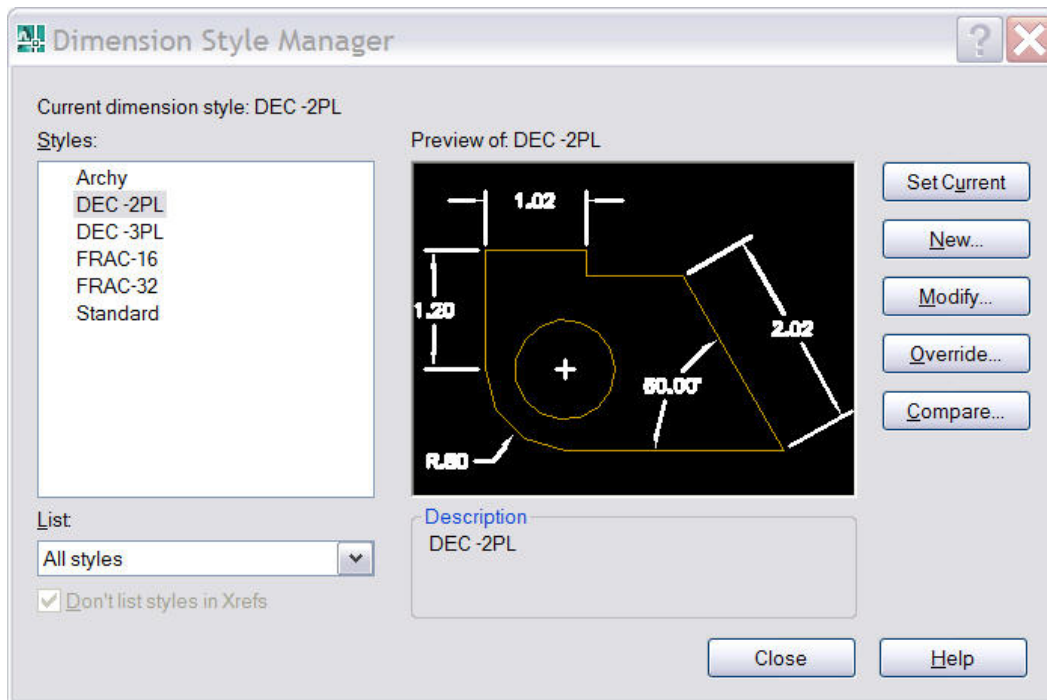 Dimension Style Manager
Current dimension style: DEC -2PL
Styles:
Archy
DEC -2PL
DEC -3PL
FRAC-16
FRAC-32
Standard
List:
All styles
Don't list styles in Xrefs
Preview of: DEC -2PL
1.02
1.20
2.02
60.00°
R.80
Description
DEC -2PL
Set Current
New...
Modify...
Override...
Compare...
Close
Help